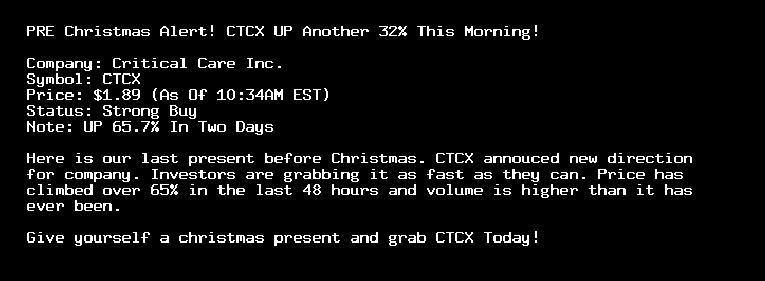 PRE Christmas Alert! CTCX UP Another 32% This Morning!
Company: Critical Care Inc.
Symbol: CTCX
Price: $1.89 (As Of 10:34AM EST)
Status: Strong Buy
Note: UP 65.7% In Two Days
Here is our last present before Christmas. CTCX annouced new direction
for company. Investors are grabbing it as fast as they can. Price has
climbed over 65% in the last 48 hours and volume is higher than it has
ever been.
Give yourself a christmas present and grab CTCX Today!